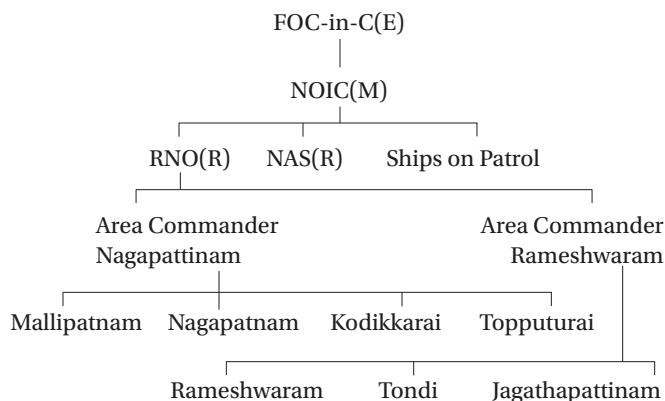 FOC-in-C(E)
NOIC(M)
RNO(R) NAS(R) Ships on Patrol
Area Commander Area Commander
Nagapattinam Rameshwaram
Mallipatnam Nagapatnam Kodikkarai Topputurai
Rameshwaram Tondi Jagathapattinam